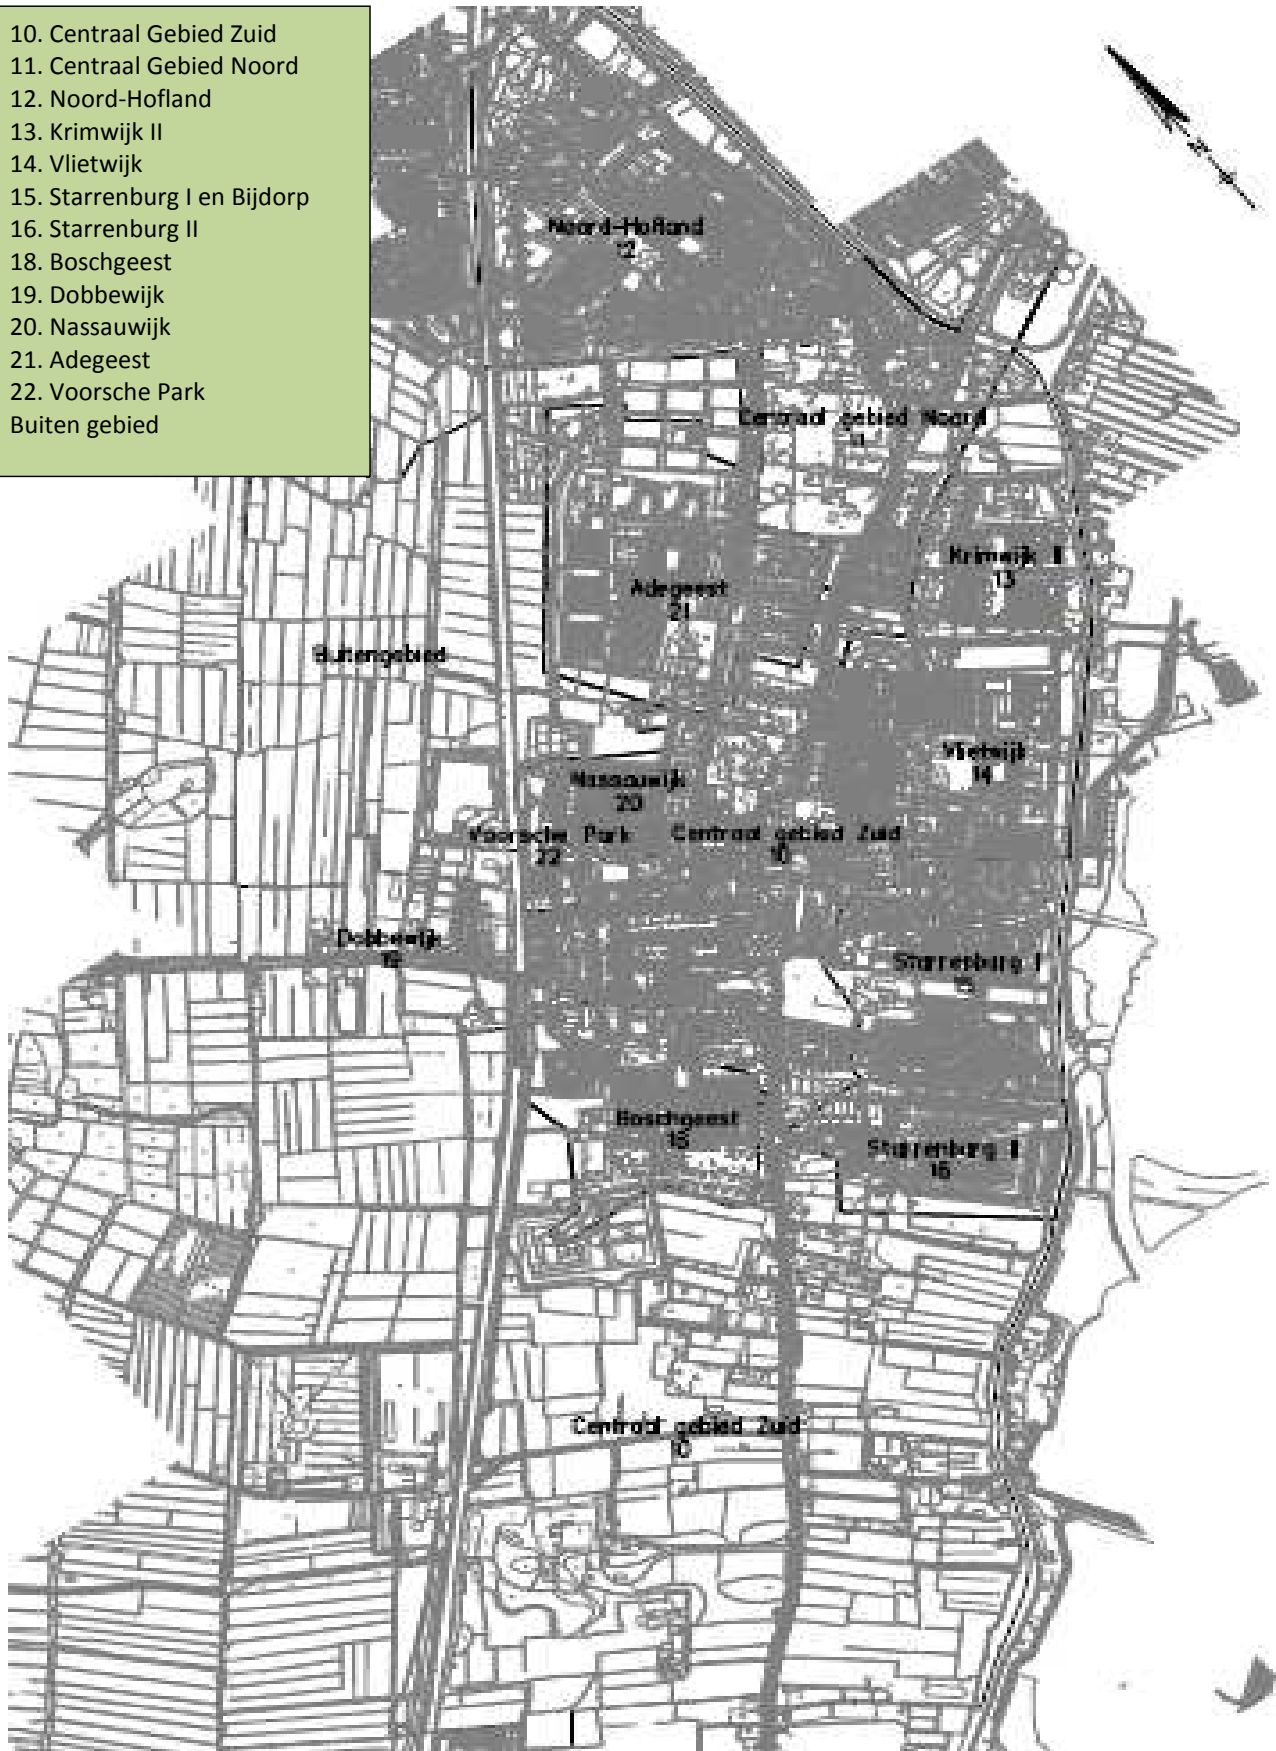 10. Centraal Gebied Zuid
11. Centraal Gebied Noord
12. Noord-Hofland
13. Krimwijk II
14. Vlietwijk
15. Starrenburg I en Bijdorp
16. Starrenburg II
18. Boschgeest
19. Dobbewijk
20. Nassauwijk
21. Adegeest
22. Voorsche Park
Buiten gebied
Noord-Hofland
12
Centraal gebied Noord
11
Krimwijk II
13
Adegeest
21
Buitengebied
Vlietwijk
14
Nassauwijk
20
Voorsche Park
22
Centraal gebied Zuid
10
Dobbewijk
19
Starrenburg I
15
Boschgeest
18
Starrenburg II
16
Centraal gebied Zuid
10